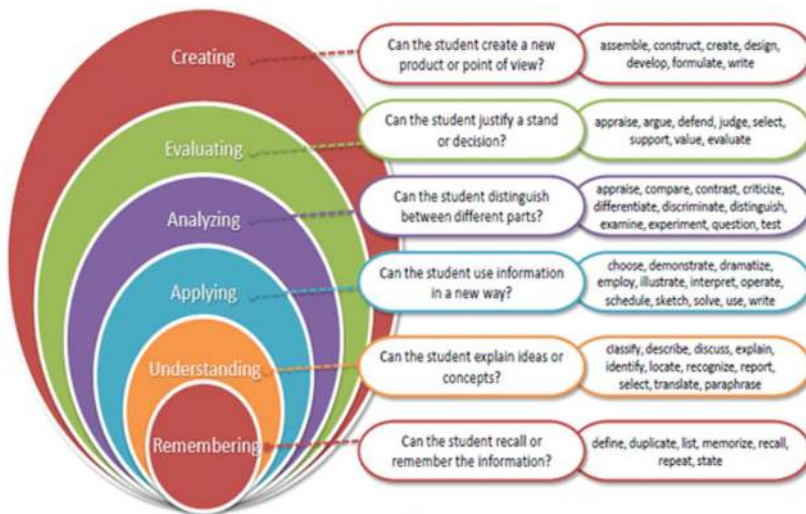 Creating
Can the student create a new
product or point of view?
assemble, construct, create, design,
develop, formulate, write
Evaluating
Can the student justify a stand
or decision?
appraise, argue, defend, judge, select,
support, value, evaluate
Analyzing
Can the student distinguish
between different parts?
appraise, compare, contrast, criticize,
differentiate, discriminate, distinguish,
examine, experiment, question, test
Applying
Can the student use information
in a new way?
choose, demonstrate, dramatize,
employ, illustrate, interpret, operate,
schedule, sketch, solve, use, write
Understanding
Can the student explain ideas or
concepts?
classify, describe, discuss, explain,
identify, locate, recognize, report,
select, translate, paraphrase
Remembering
Can the student recall or
remember the information?
define, duplicate, list, memorize, recall,
repeat, state